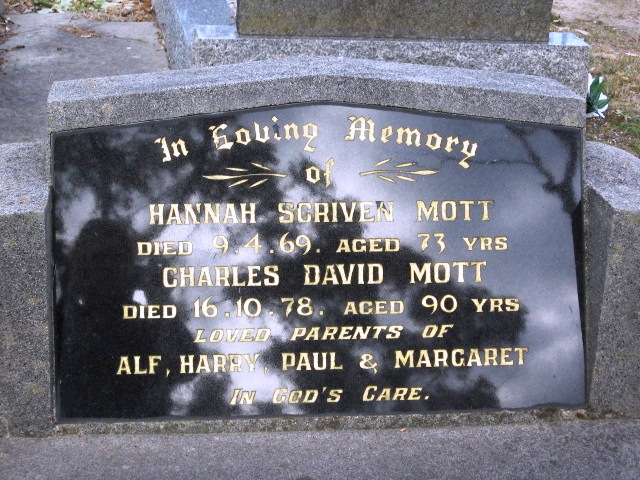 In Loving Memory
of
HANNAH SCRIVEN MOTT
DIED 9.4.69. AGED 73 YRS
CHARLES DAVID MOTT
DIED 16.10.78. AGED 90 YRS
LOVED PARENTS OF
ALF, HARRY, PAUL & MARGARET
IN GOD'S CARE.